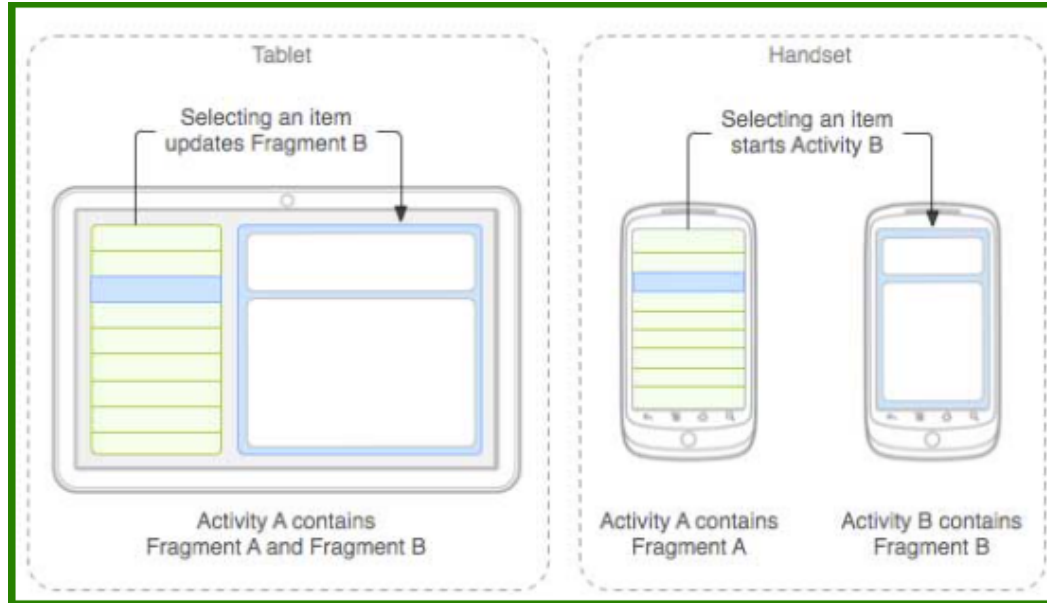 Tablet
Selecting an item
updates Fragment B
Activity A contains
Fragment A and Fragment B
Handset
Selecting an item
starts Activity B
Activity A contains
Fragment A
Activity B contains
Fragment B